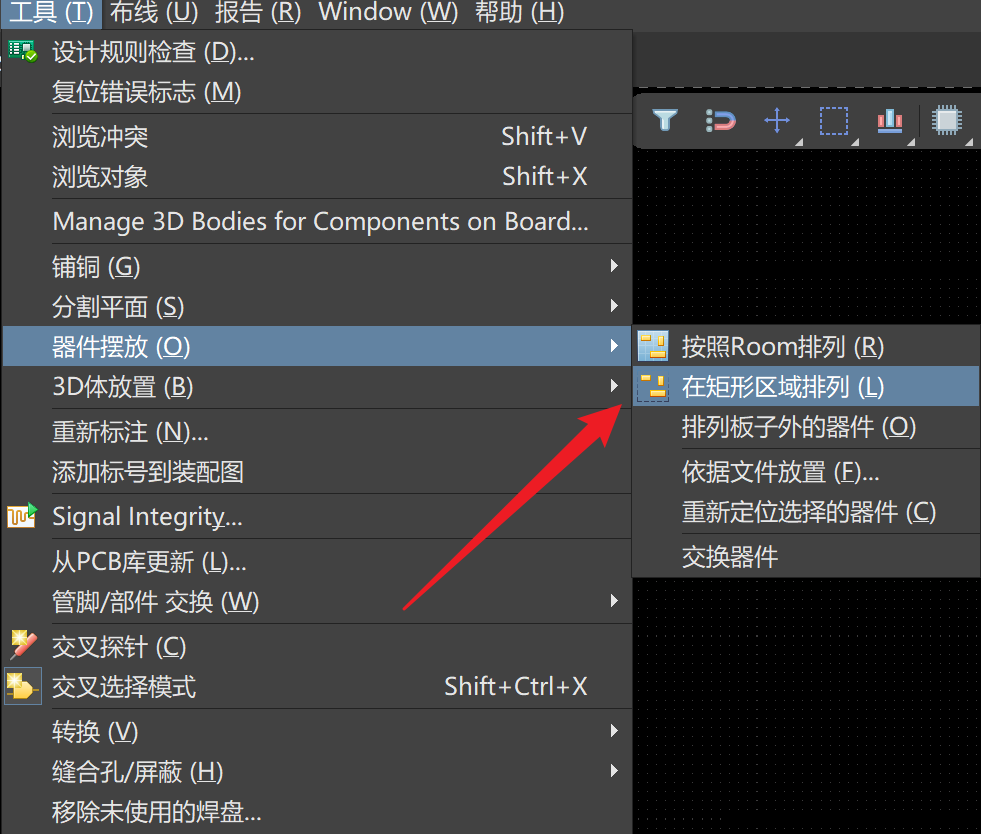 工具 (T) 布线 (U) 报告 (R) Window (W) 帮助 (H)
设计规则检查 (D)...
复位错误标志 (M)
浏览冲突 Shift+V
浏览对象 Shift+X
Manage 3D Bodies for Components on Board...
铺铜 (G)
分割平面 (S)
器件摆放 (O)
3D体放置 (B)
重新标注 (N)...
添加标号到装配图
Signal Integrity...
从PCB库更新 (L)...
管脚/部件 交换 (W)
交叉探针 (C)
交叉选择模式 Shift+Ctrl+X
转换 (V)
缝合孔/屏蔽 (H)
移除未使用的焊盘...
按照Room排列 (R)
在矩形区域排列 (L)
排列板子外的器件 (O)
依据文件放置 (F)...
重新定位选择的器件 (C)
交换器件